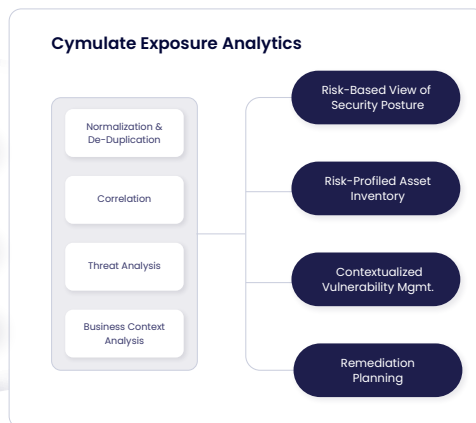 Cymulate Exposure Analytics
Normalization &
De-Duplication
Correlation
Threat Analysis
Business Context
Analysis
Risk-Based View of
Security Posture
Risk-Profiled Asset
Inventory
Contextualized
Vulnerability Mgmt.
Remediation
Planning